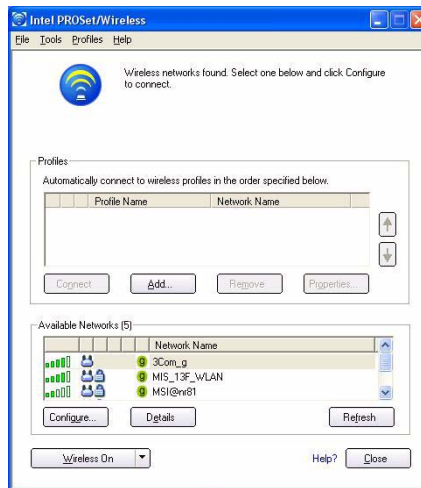 Intel PROSet/Wireless
File Tools Profiles Help
Wireless networks found. Select one below and click Configure
to connect.
Profiles
Automatically connect to wireless profiles in the order specified below.
Profile Name Network Name
Connect Add... Remove Properties...
Available Networks (5)
Network Name
g 3Com_g
g MIS_13F_WLAN
g MSI@nr81
Configure... Details Refresh
Wireless On Help? Close